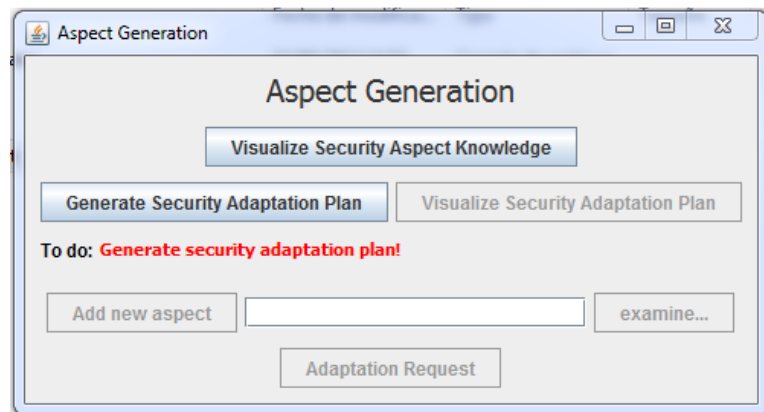 Aspect Generation
Aspect Generation
Visualize Security Aspect Knowledge
Generate Security Adaptation Plan Visualize Security Adaptation Plan
To do: Generate security adaptation plan!
Add new aspect examine...
Adaptation Request